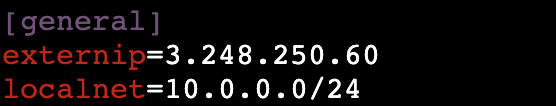 [general]
externip=3.248.250.60
localnet=10.0.0.0/24